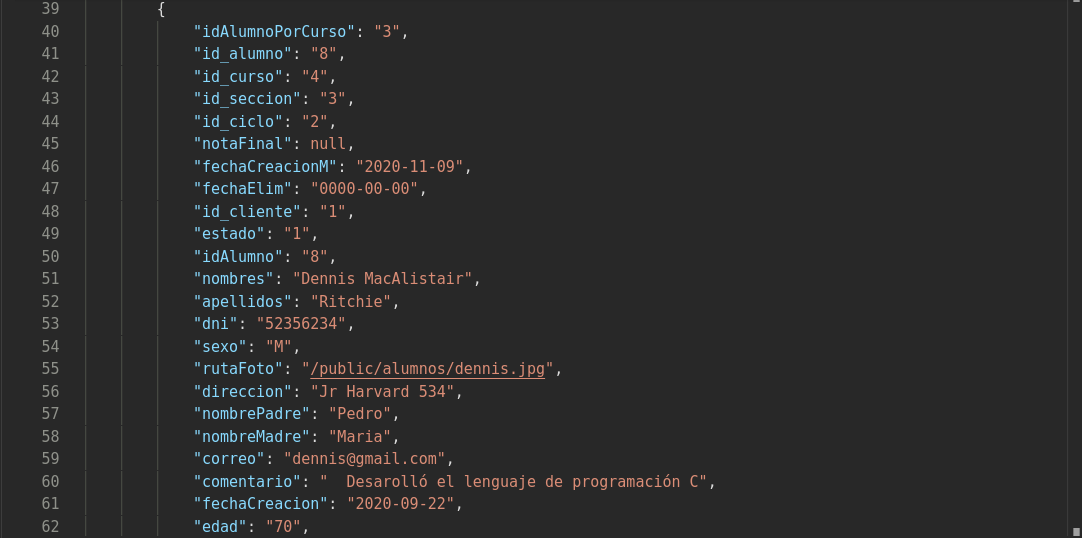 39 {
40 "idAlumnoPorCurso": "3",
41 "id_alumno": "8",
42 "id_curso": "4",
43 "id_seccion": "3",
44 "id_ciclo": "2",
45 "notaFinal": null,
46 "fechaCreacionM": "2020-11-09",
47 "fechaElim": "0000-00-00",
48 "id_cliente": "1",
49 "estado": "1",
50 "idAlumno": "8",
51 "nombres": "Dennis MacAlistair",
52 "apellidos": "Ritchie",
53 "dni": "52356234",
54 "sexo": "M",
55 "rutaFoto": "/public/alumnos/dennis.jpg",
56 "direccion": "Jr Harvard 534",
57 "nombrePadre": "Pedro",
58 "nombreMadre": "Maria",
59 "correo": "dennis@gmail.com",
60 "comentario": "  Desarolló el lenguaje de programación C",
61 "fechaCreacion": "2020-09-22",
62 "edad": "70",